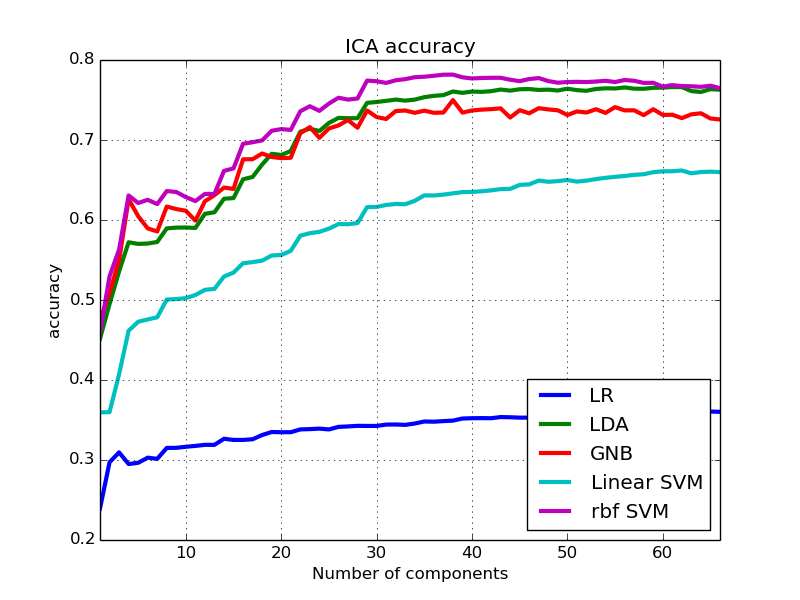 ICA accuracy
0.8
0.7
0.6
0.5
0.4
0.3
0.2
accuracy
10 20 30 40 50 60
Number of components
LR
LDA
GNB
Linear SVM
rbf SVM